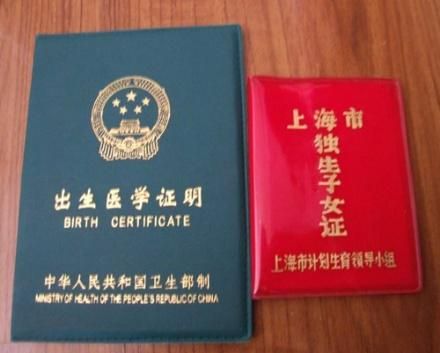 出生医学证明
BIRTH CERTIFICATE
中华人民共和国卫生部制
MINISTRY OF HEALTH OF THE PEOPLE'S REPUBLIC OF CHINA
上海市
独生子女证
上海市计划生育领导小组